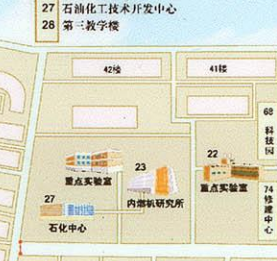 27 石油化工技术开发中心
28 第三教学楼
42楼
41楼
68 科技园
23
22
重点实验室
重点实验室
内燃机研究所
27
石化中心
74 修建中心